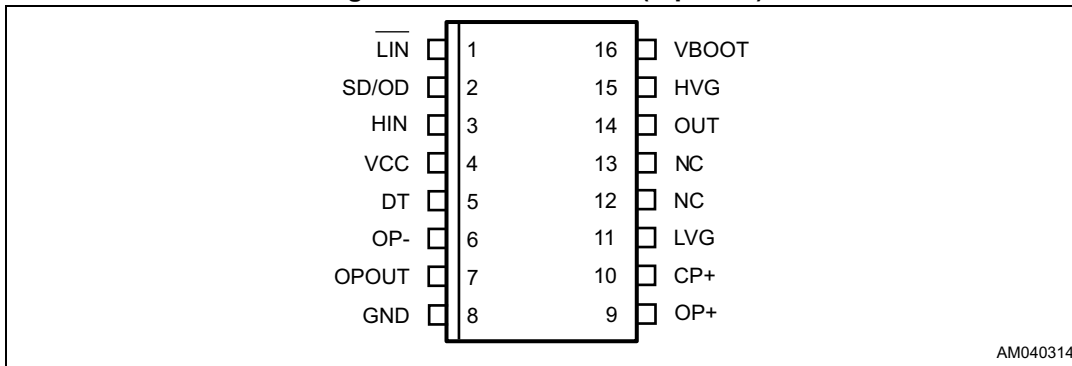 LIN 1 16 VBOOT
SD/OD 2 15 HVG
HIN 3 14 OUT
VCC 4 13 NC
DT 5 12 NC
OP- 6 11 LVG
OPOUT 7 10 CP+
GND 8 9 OP+
AM040314